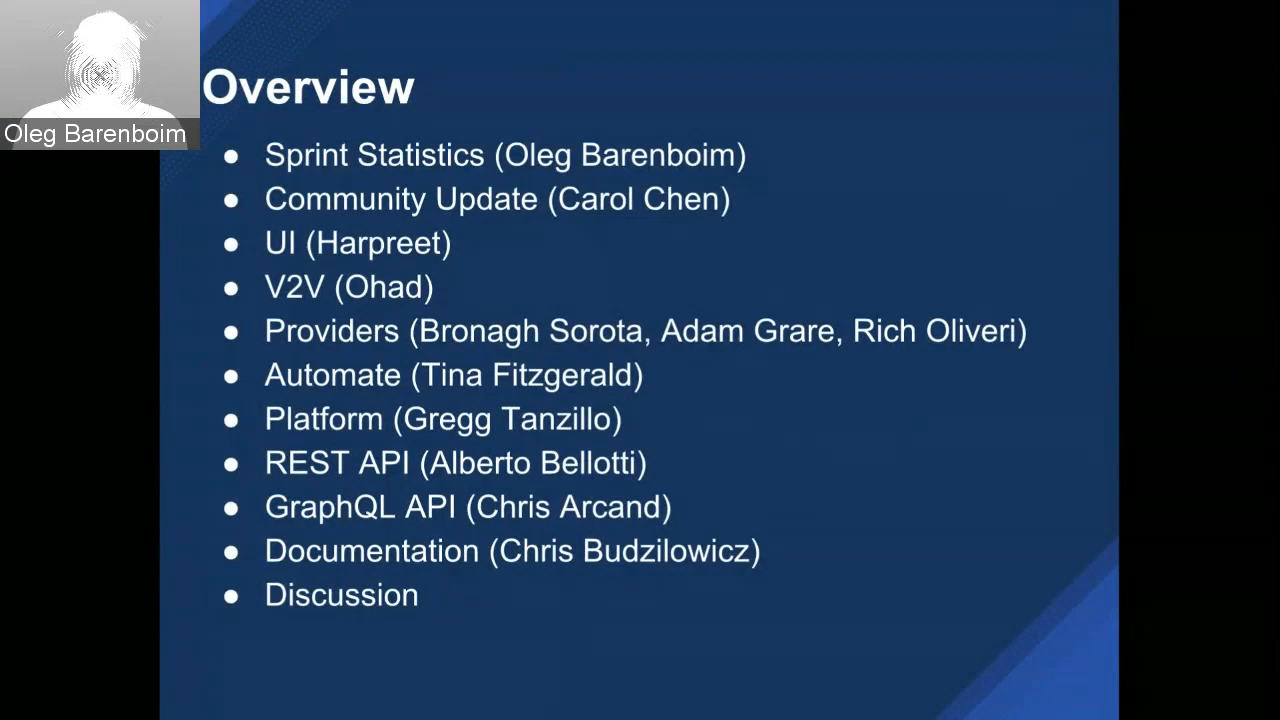 Oleg Barenboim
Overview
● Sprint Statistics (Oleg Barenboim)
● Community Update (Carol Chen)
● UI (Harpreet)
● V2V (Ohad)
● Providers (Bronagh Sorota, Adam Grare, Rich Oliveri)
● Automate (Tina Fitzgerald)
● Platform (Gregg Tanzillo)
● REST API (Alberto Bellotti)
● GraphQL API (Chris Arcand)
● Documentation (Chris Budzilowicz)
● Discussion